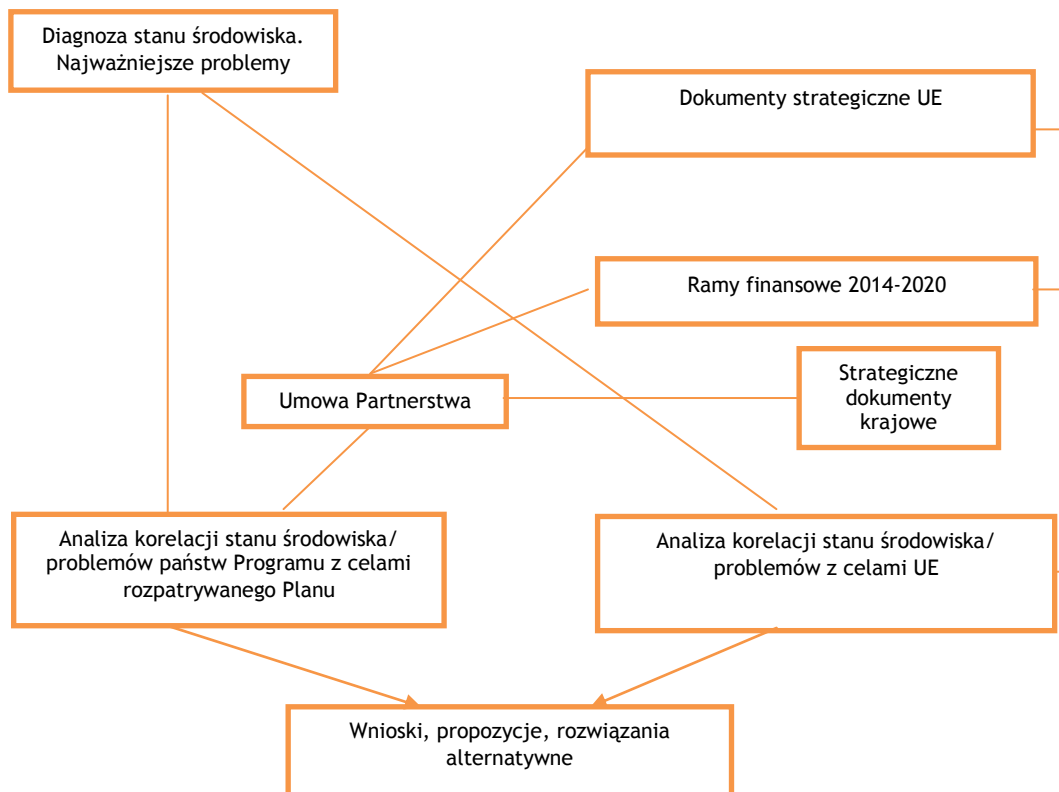 Diagnoza stanu środowiska.
Najważniejsze problemy
Dokumenty strategiczne UE
Ramy finansowe 2014-2020
Strategiczne
dokumenty
krajowe
Umowa Partnerstwa
Analiza korelacji stanu środowiska/
problemów państw Programu z celami
rozpatrywanego Planu
Analiza korelacji stanu środowiska/
problemów z celami UE
Wnioski, propozycje, rozwiązania
alternatywne